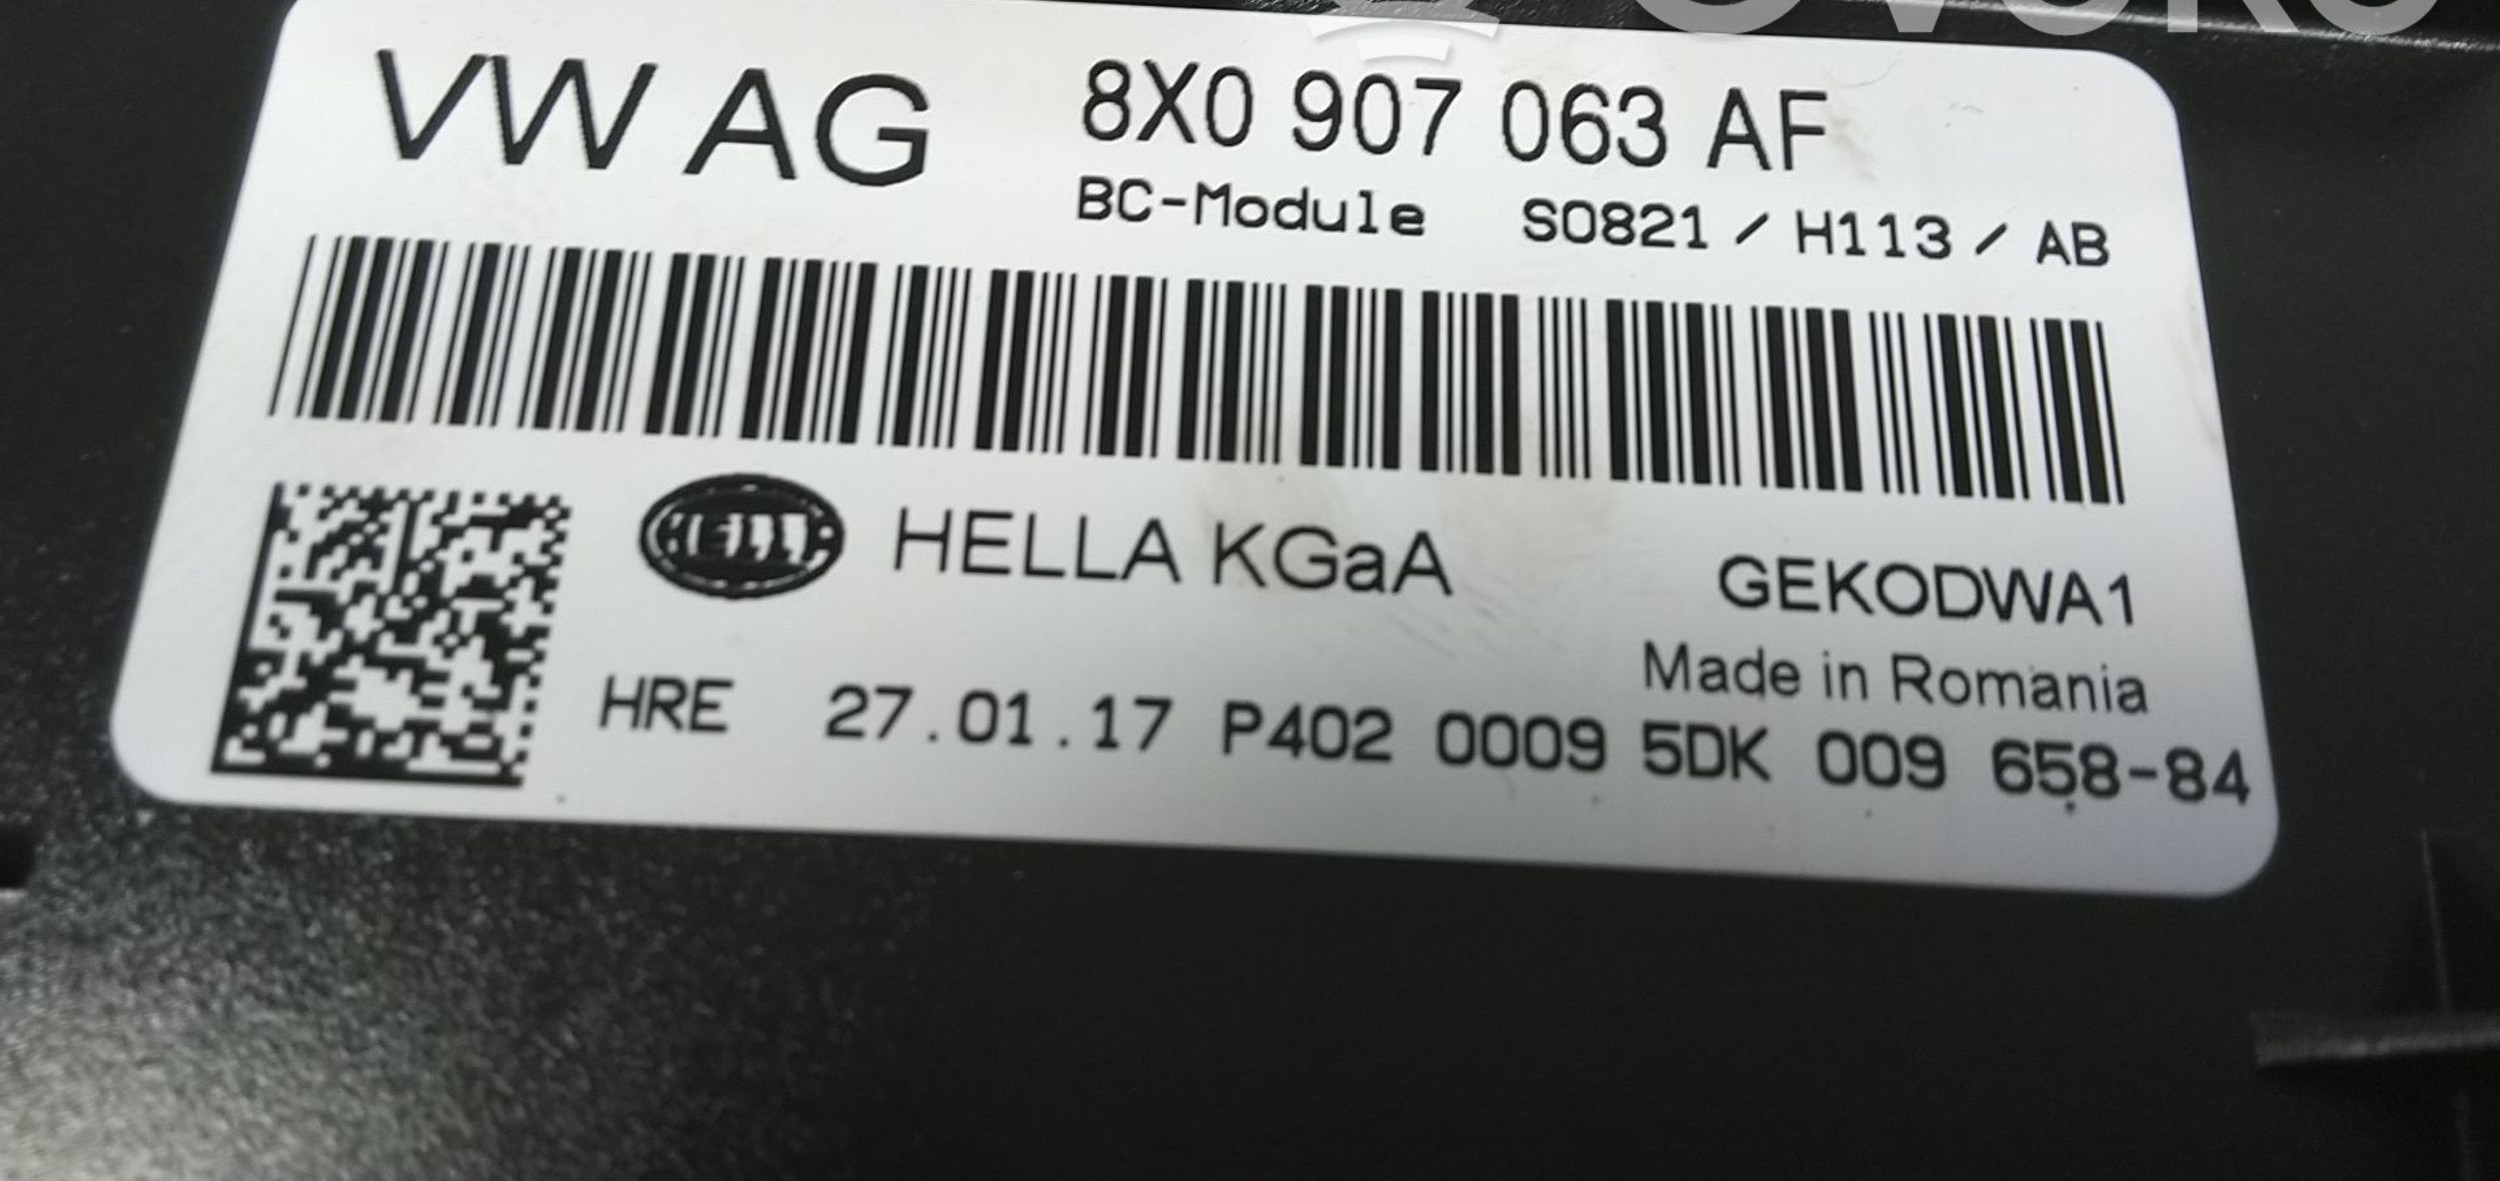 VW AG 8X0 907 063 AF
BC-Module S0821 / H113 / AB
HELLA
HELLA KGaA
GEKODWA1
Made in Romania
HRE 27.01.17 P402 0009 5DK 009 658-84